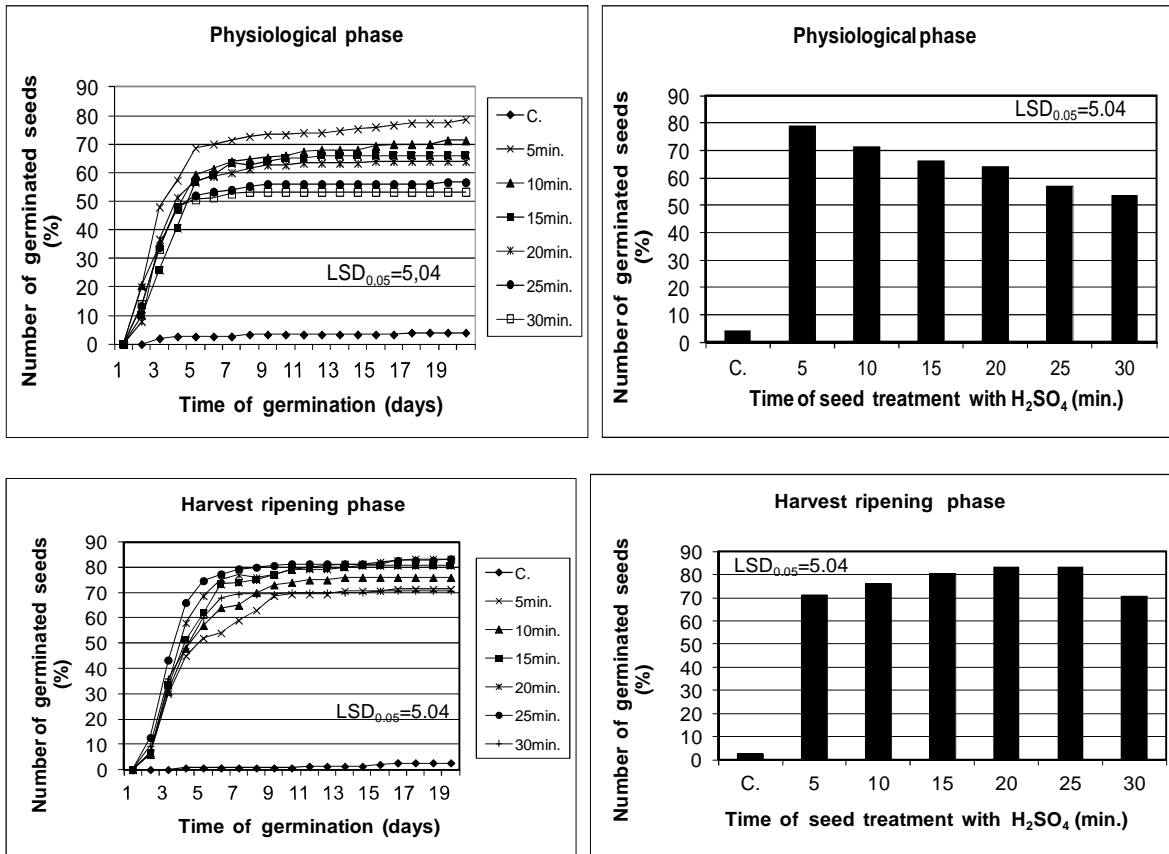 Physiological phase
Number of germinated seeds
(%)
90
80
70
60
50
40
30
20
10
0
1 3 5 7 9 11 13 15 17 19
Time of germination (days)
LSD0,05=5,04
C.
5min.
10min.
15min.
20min.
25min.
30min.
Physiological phase
Number of germinated seeds
(%)
90
80
70
60
50
40
30
20
10
0
LSD0.05=5.04
C. 5 10 15 20 25 30
Time of seed treatment with H2SO4 (min.)
Harvest ripening phase
Number of germinated seeds
(%)
90
80
70
60
50
40
30
20
10
0
1 3 5 7 9 11 13 15 17 19
Time of germination (days)
LSD0.05=5.04
C.
5min.
10min.
15min.
20min.
25min.
30min.
Harvest ripening phase
Number of germinated seeds
(%)
90
80
70
60
50
40
30
20
10
0
LSD0.05=5.04
C. 5 10 15 20 25 30
Time of seed treatment with H2SO4 (min.)